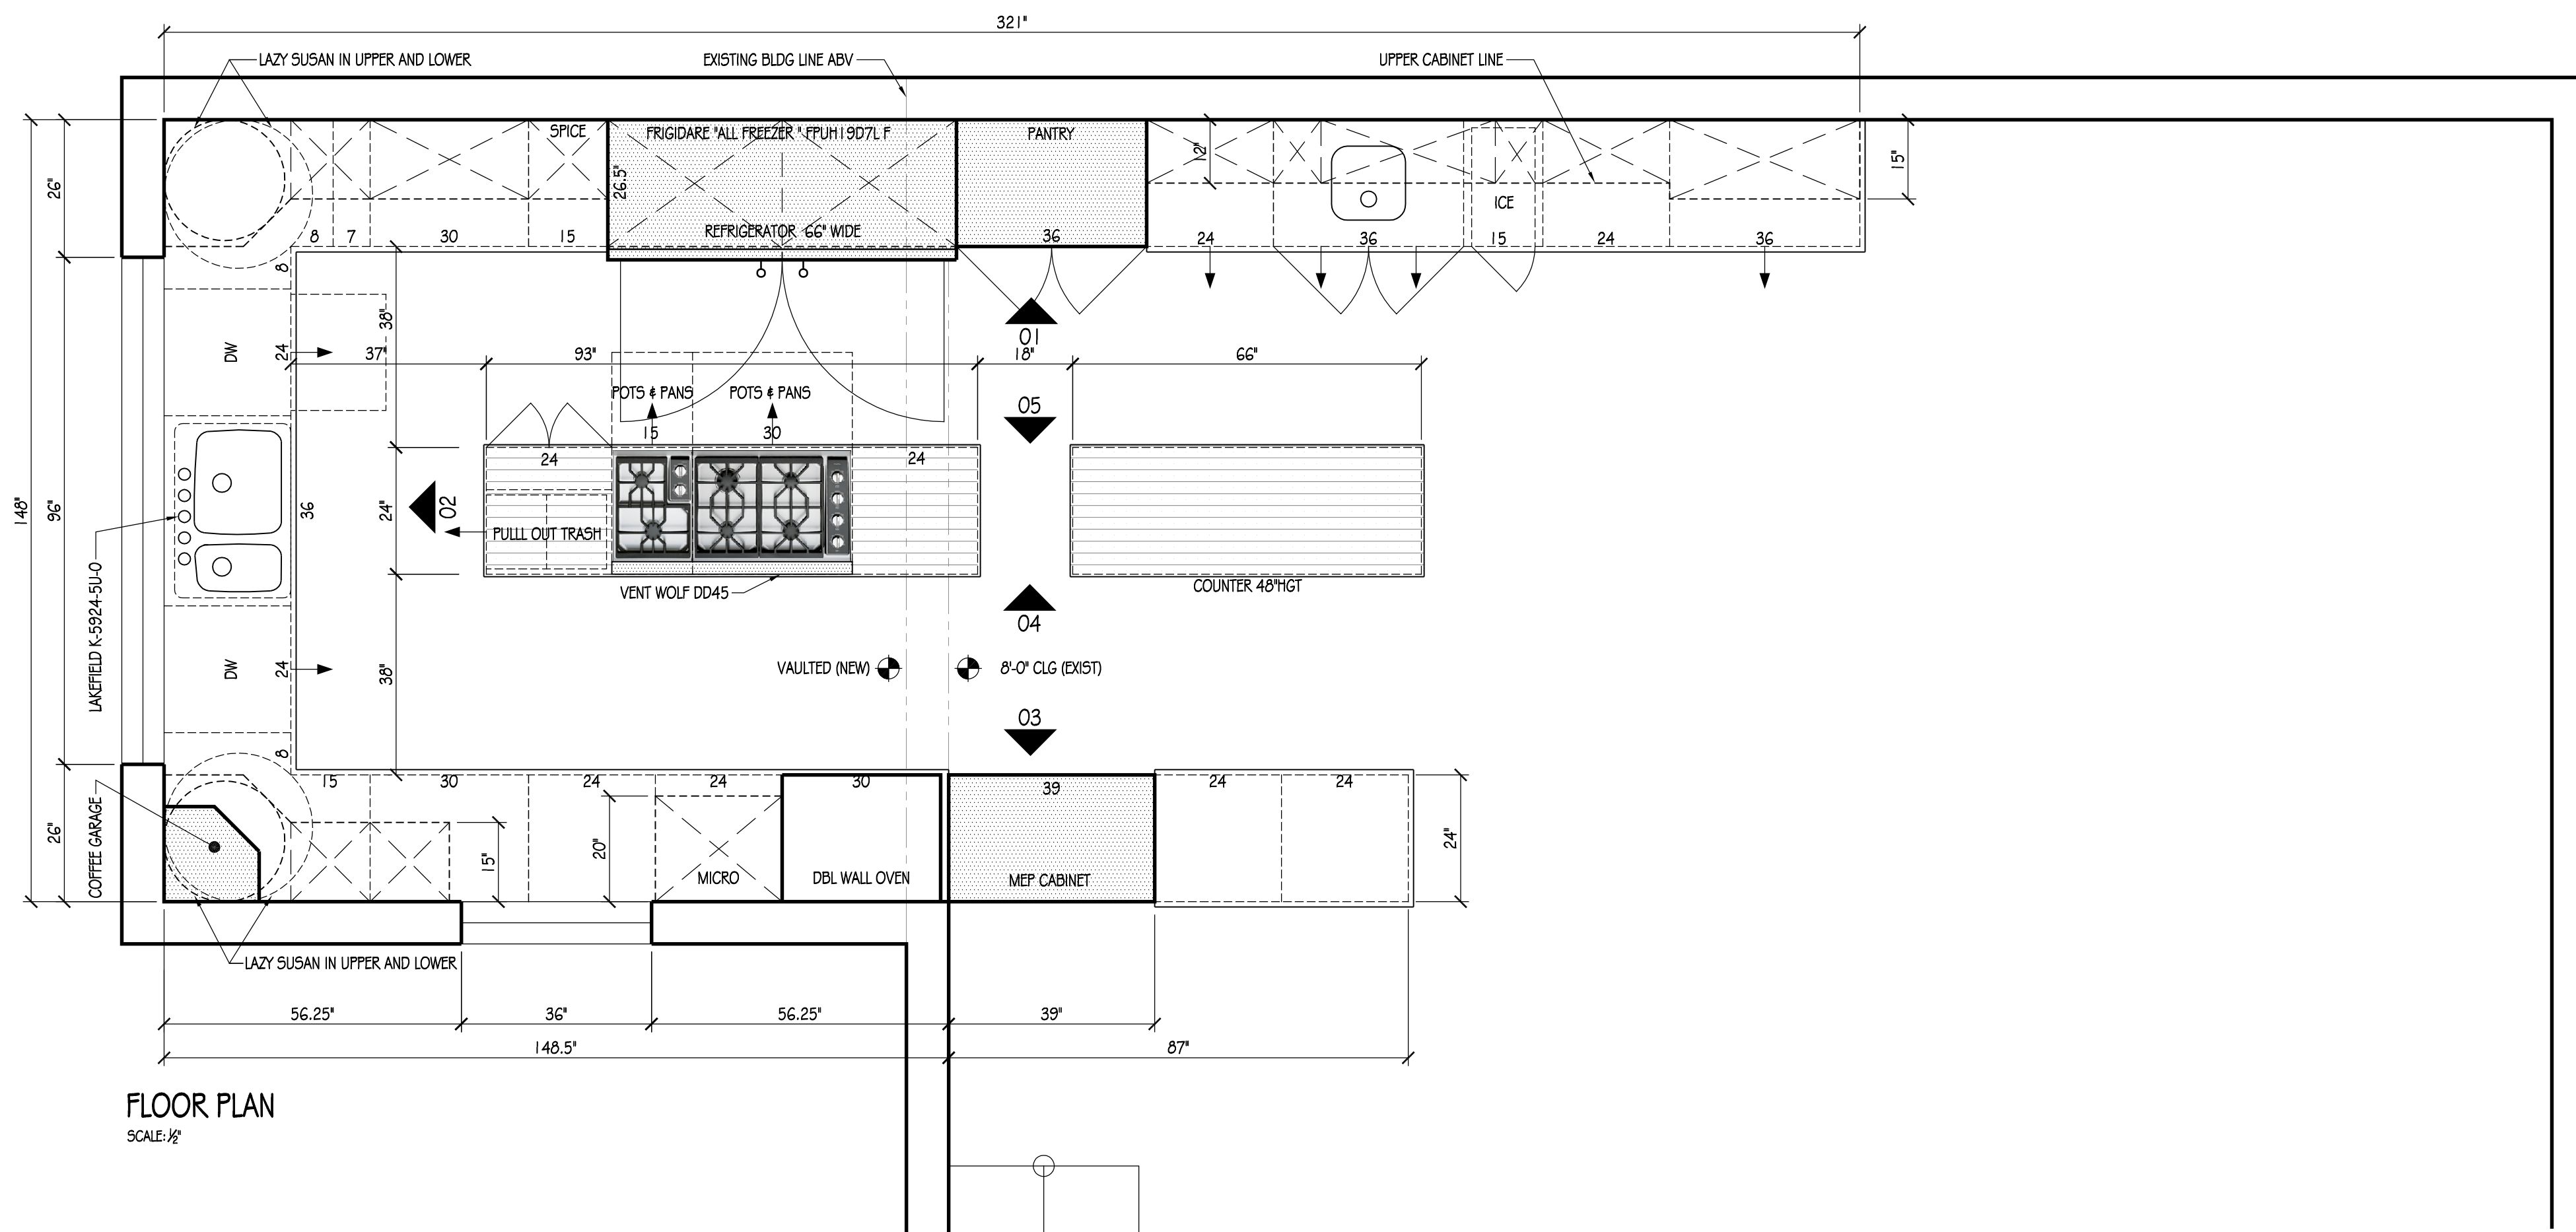 321"
LAZY SUSAN IN UPPER AND LOWER
EXISTING BLDG LINE ABV
UPPER CABINET LINE
SPICE
FRIGIDARE "ALL FREEZER " FPUH19D7L F
PANTRY
12"
15"
26"
26.5"
ICE
REFRIGERATOR 66" WIDE
8
7
30
15
36
24
36
15
24
36
8
38"
01
DW
24
37"
93"
18"
66"
POTS & PANS
POTS & PANS
05
15
30
24
24
148"
96"
36
24"
02
PULLL OUT TRASH
LAKEFIELD K-5924-5U-0
VENT WOLF DD45
COUNTER 48"HGT
04
DW
24
38"
VAULTED (NEW)
8'-0" CLG (EXIST)
03
8
15
30
24
24
30
39
24
24
26"
COFFEE GARAGE
15"
20"
24"
MICRO
DBL WALL OVEN
MEP CABINET
LAZY SUSAN IN UPPER AND LOWER
56.25"
36"
56.25"
39"
148.5"
87"
FLOOR PLAN
SCALE: ½"